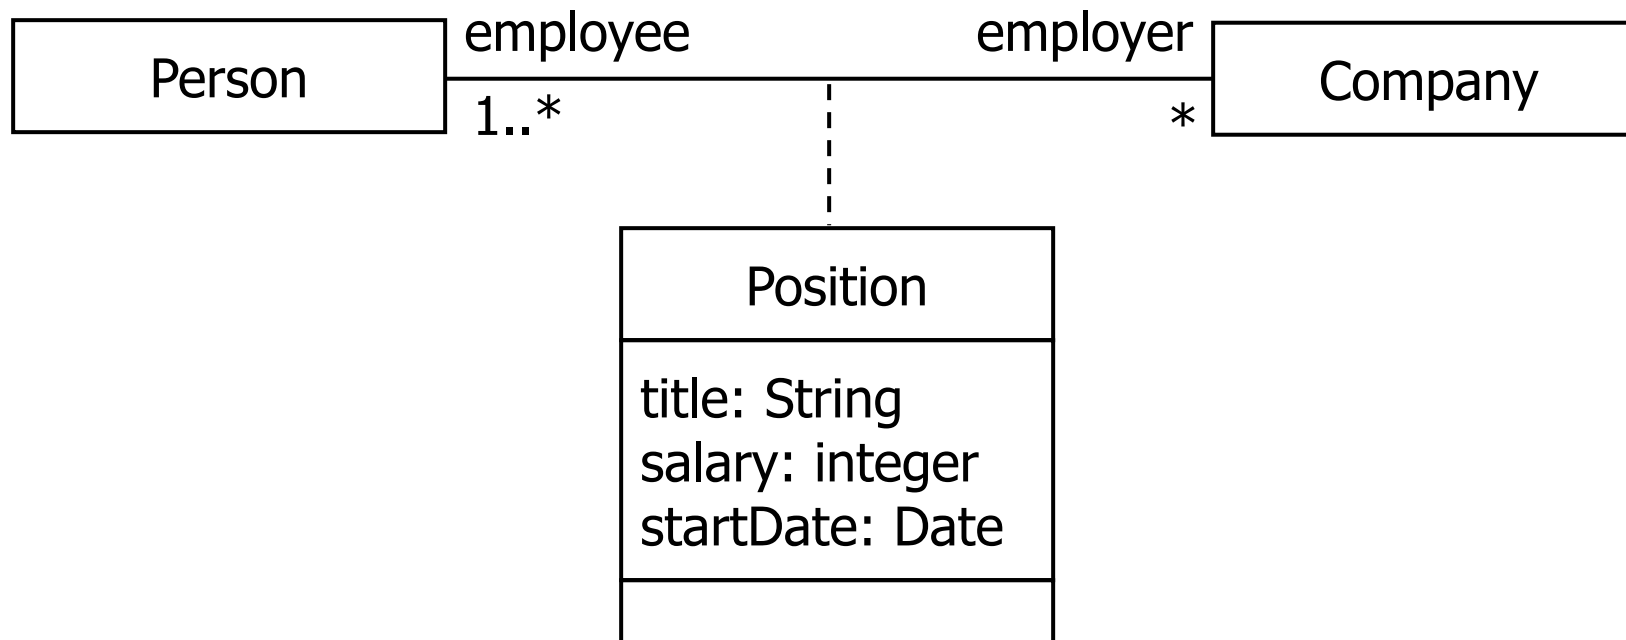 employee
employer
Person
Company
1..*
*
Position
title: String
salary: integer
startDate: Date